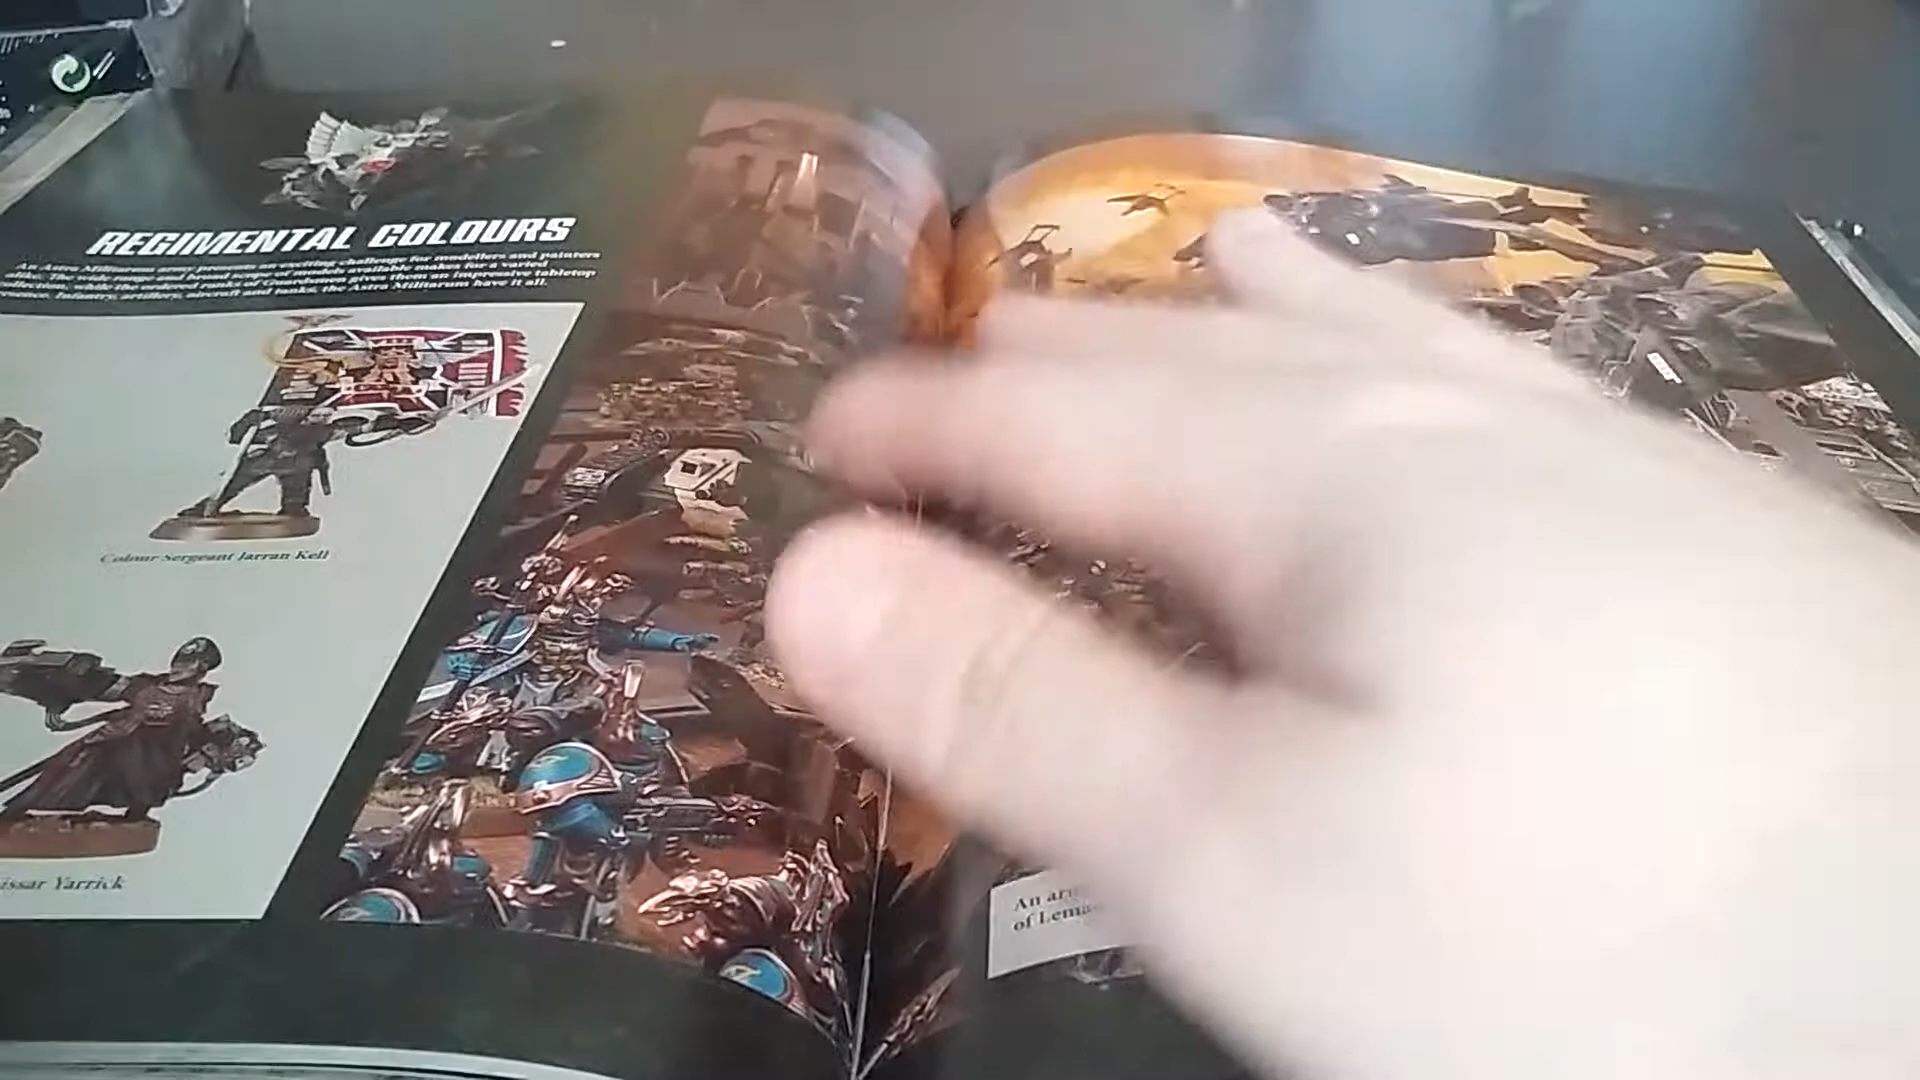 REGIMENTAL COLOURS
An Astra Militarum army presents an exciting challenge for modellers and painters
alike. The wide and broad scope of models available makes for a varied
collection, while the ordered ranks of Guardsmen make them an impressive tabletop
presence. Infantry, artillery, aircraft and tanks, the Astra Militarum have it all.
Colour Sergeant Jarran Kell
issar Yarrick
An
of Lema